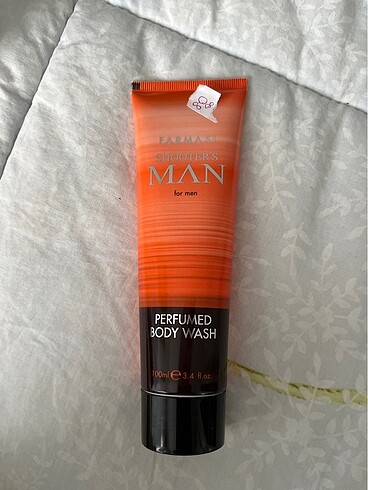 FARMASI
SHOOTER'S
MAN
for men
PERFUMED
BODY WASH
100ml ℮ 3.4 fl.oz.